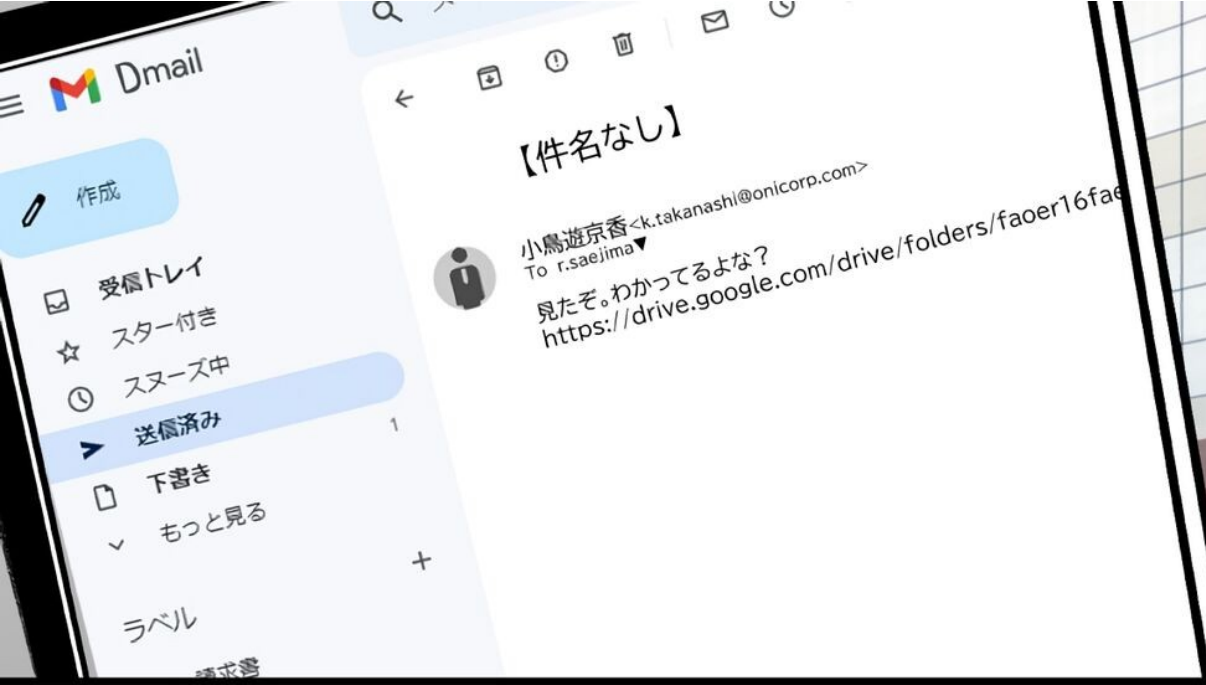 Dmail
作成
受信トレイ
スター付き
スヌーズ中
送信済み
1
下書き
もっと見る
ラベル
請求書
【件名なし】
小鳥遊京香<k.takanashi@onicorp.com>
To r.saejima▼
見たぞ。わかってるよな？
https://drive.google.com/drive/folders/faoer16fae